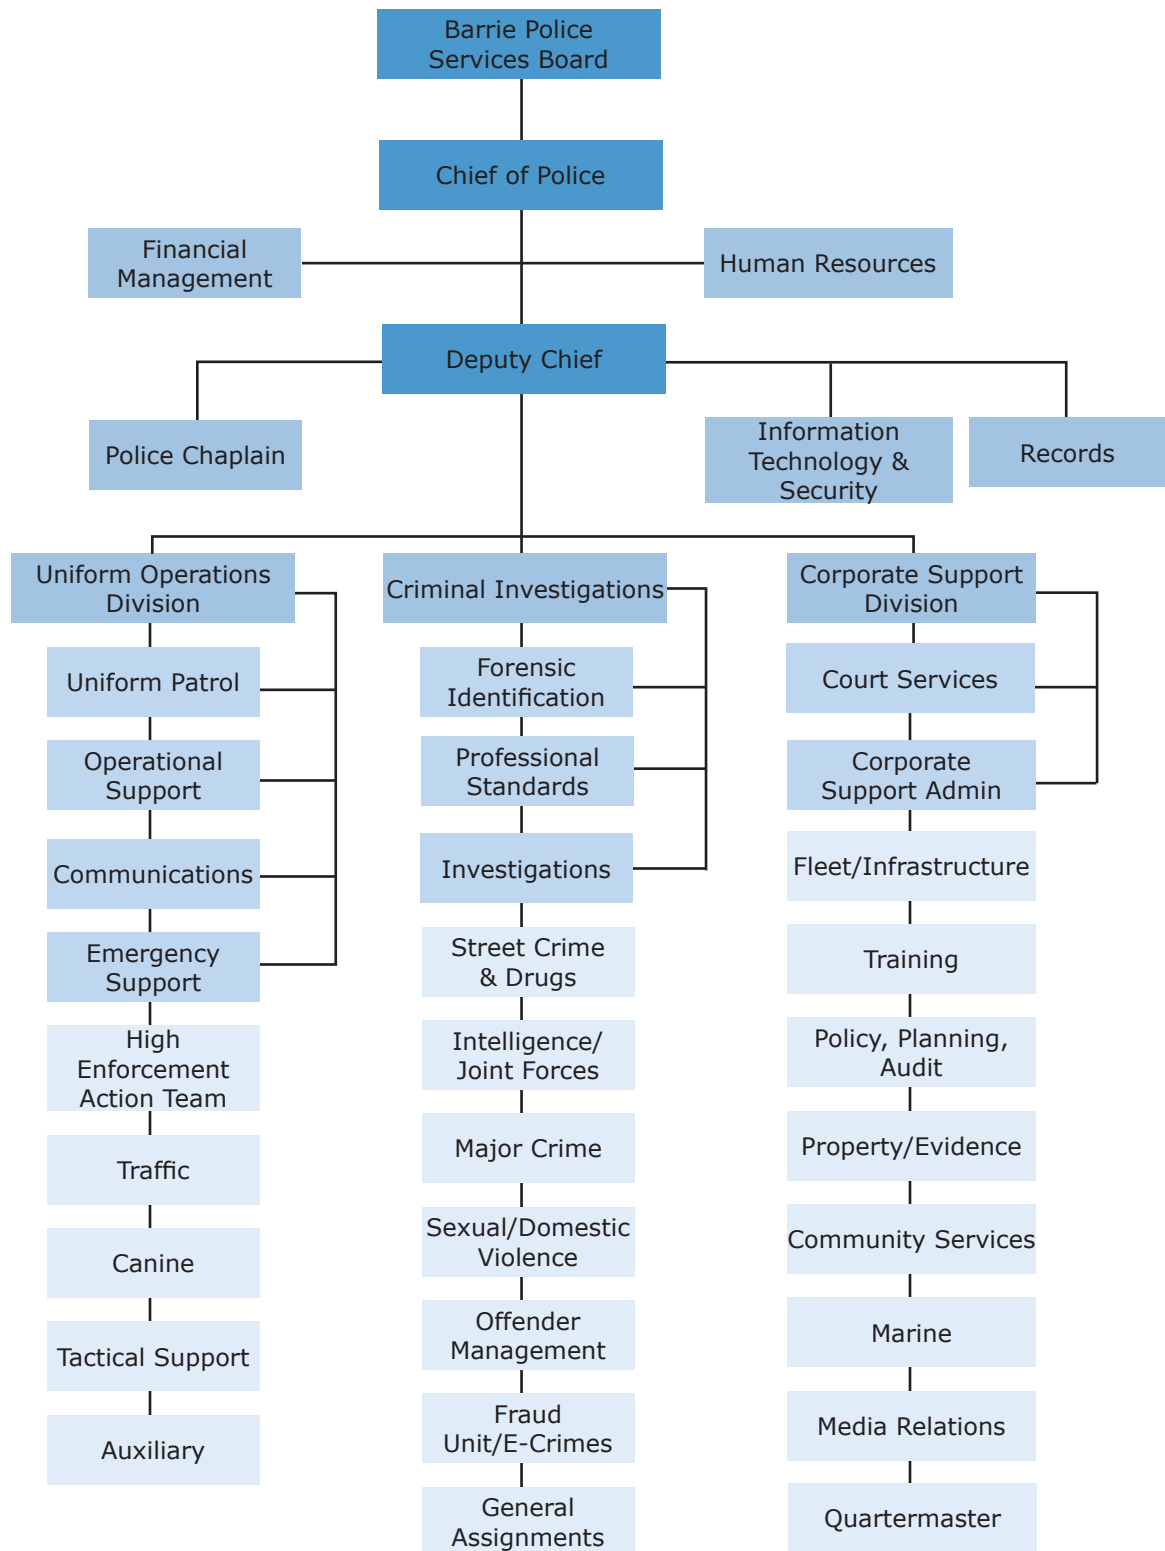 Barrie Police
Services Board
Chief of Police
Financial
Management
Human Resources
Deputy Chief
Police Chaplain
Information
Technology &
Security
Records
Uniform Operations
Division
Uniform Patrol
Operational
Support
Communications
Emergency
Support
High
Enforcement
Action Team
Traffic
Canine
Tactical Support
Auxiliary
Criminal Investigations
Forensic
Identification
Professional
Standards
Investigations
Street Crime
& Drugs
Intelligence/
Joint Forces
Major Crime
Sexual/Domestic
Violence
Offender
Management
Fraud
Unit/E-Crimes
General
Assignments
Corporate Support
Division
Court Services
Corporate
Support Admin
Fleet/Infrastructure
Training
Policy, Planning,
Audit
Property/Evidence
Community Services
Marine
Media Relations
Quartermaster